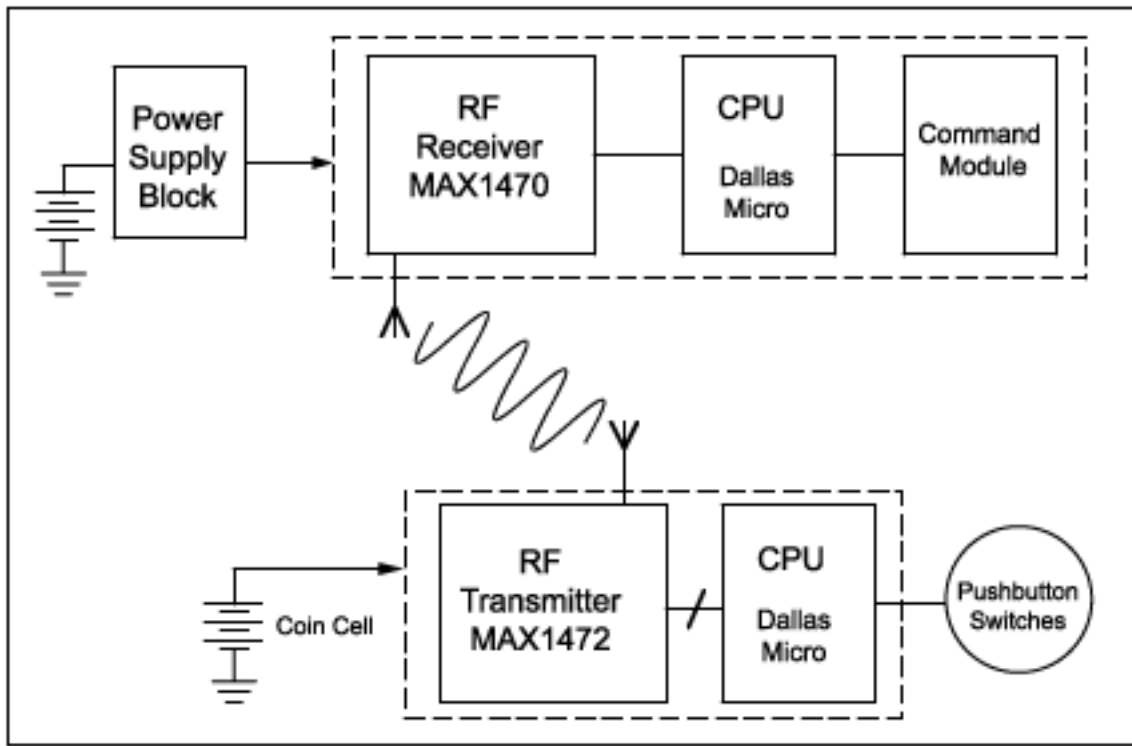 Power
Supply
Block
RF
Receiver
MAX1470
CPU
Dallas
Micro
Command
Module
Coin Cell
RF
Transmitter
MAX1472
CPU
Dallas
Micro
Pushbutton
Switches